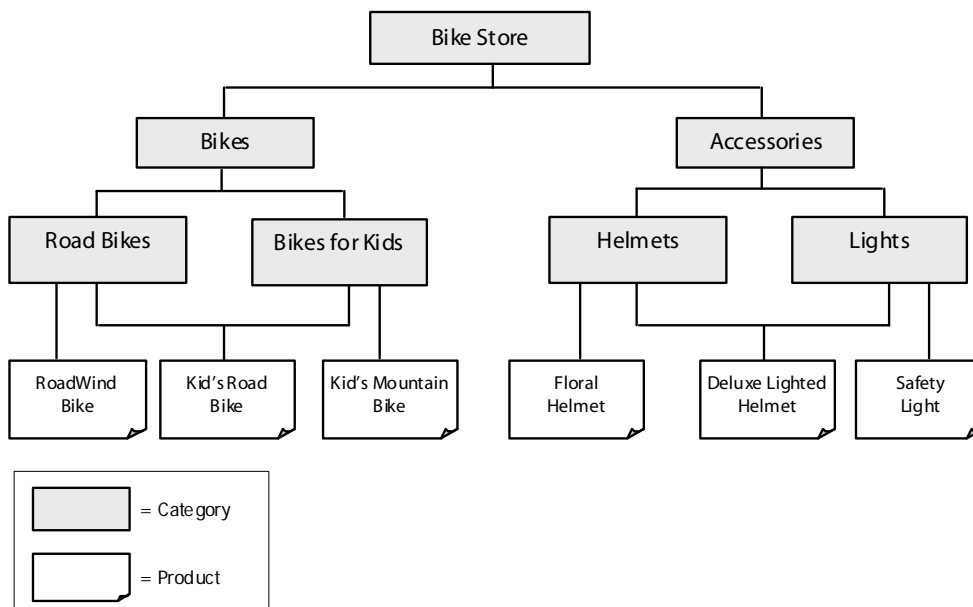 Bike Store
Bikes
Accessories
Road Bikes
Bikes for Kids
Helmets
Lights
RoadWind
Bike
Kid’s Road
Bike
Kid’s Mountain
Bike
Floral
Helmet
Deluxe Lighted
Helmet
Safety
Light
= Category
= Product